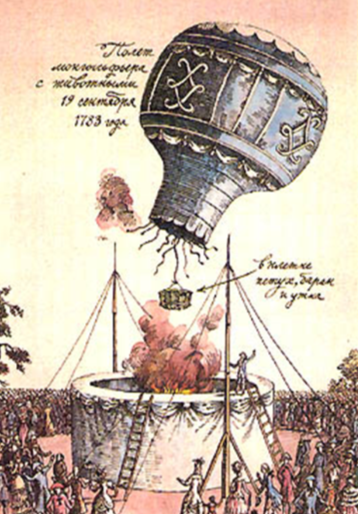 Полет
монгольфьера
с животными
19 сентября
1783 года
в клетке
петух, баран
и утка